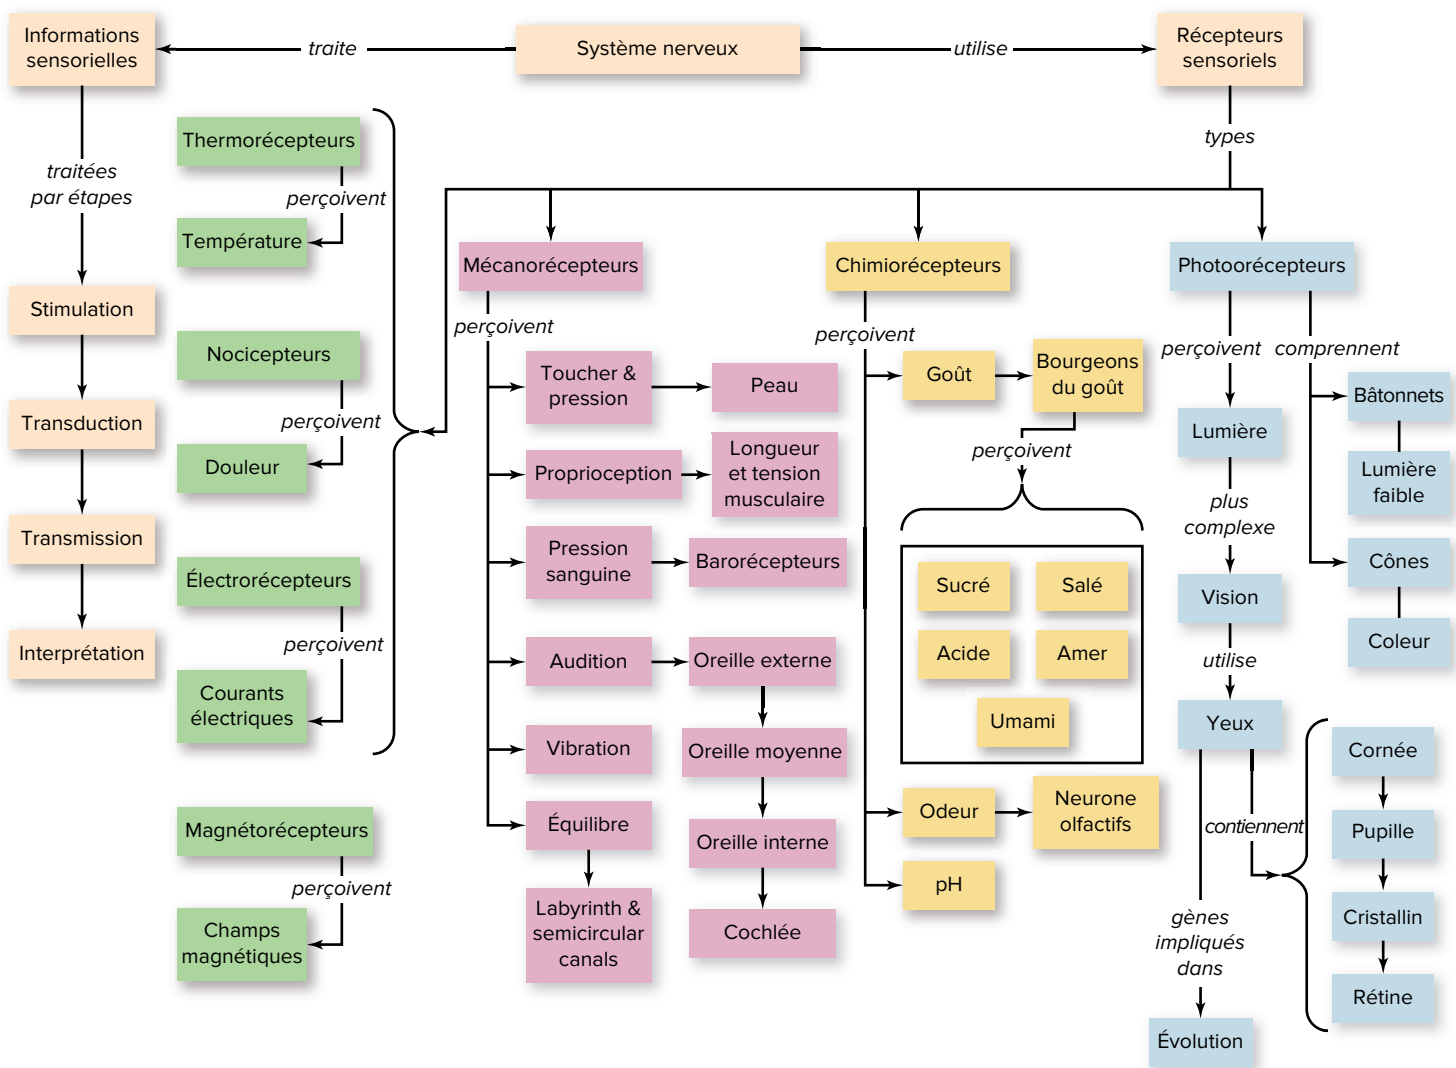 Informations
sensorielles
traite
Système nerveux
utilise
Récepteurs
sensoriels
traitées
par étapes
Stimulation
Transduction
Transmission
Interprétation
types
Thermorécepteurs
perçoivent
Température
Nocicepteurs
perçoivent
Douleur
Électrorécepteurs
perçoivent
Courants
électriques
Magnétorécepteurs
perçoivent
Champs
magnétiques
Mécanorécepteurs
perçoivent
Toucher &
pression
Peau
Proprioception
Longueur
et tension
musculaire
Pression
sanguine
Barorécepteurs
Audition
Oreille externe
Oreille moyenne
Oreille interne
Cochlée
Vibration
Équilibre
Labyrinth &
semicircular
canals
Chimiorécepteurs
perçoivent
Goût
Bourgeons
du goût
perçoivent
Sucré
Salé
Acide
Amer
Umami
Odeur
Neurone
olfactifs
pH
Photoorécepteurs
perçoivent
comprennent
Lumière
plus
complexe
Vision
utilise
Yeux
Bâtonnets
Lumière
faible
Cônes
Coleur
contiennent
Cornée
Pupille
Cristallin
Rétine
gènes
impliqués
dans
Évolution